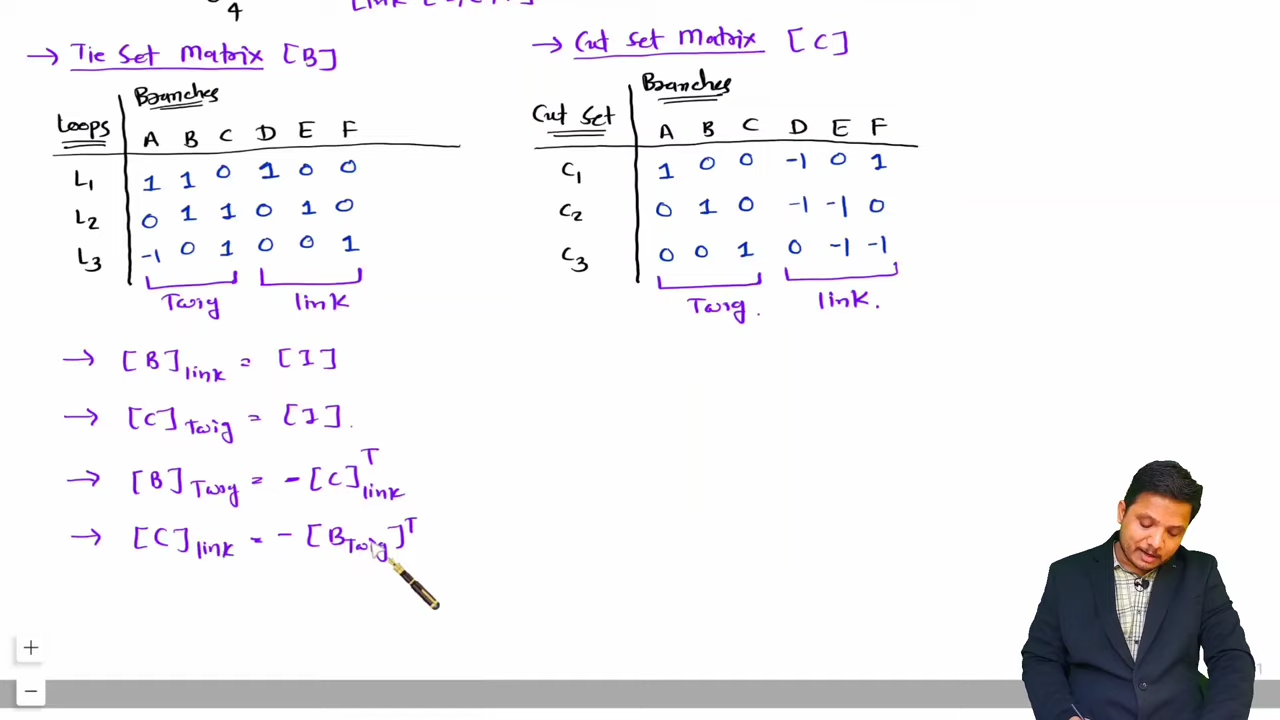 4
→ Tie Set Matrix [B]
Branches
Loops A B C D E F
L1 1 1 0 1 0 0
L2 0 1 1 0 1 0
L3 -1 0 1 0 0 1
Twig link
→ Cut Set Matrix [C]
Branches
Cut Set A B C D E F
C1 1 0 0 -1 0 1
C2 0 1 0 -1 -1 0
C3 0 0 1 0 -1 -1
Twig. link.
→ [B]link = [I]
→ [C]Twig = [I].
→ [B]Twig = -[C]ᵀlink
→ [C]link = -[BTwig]ᵀ
+
−